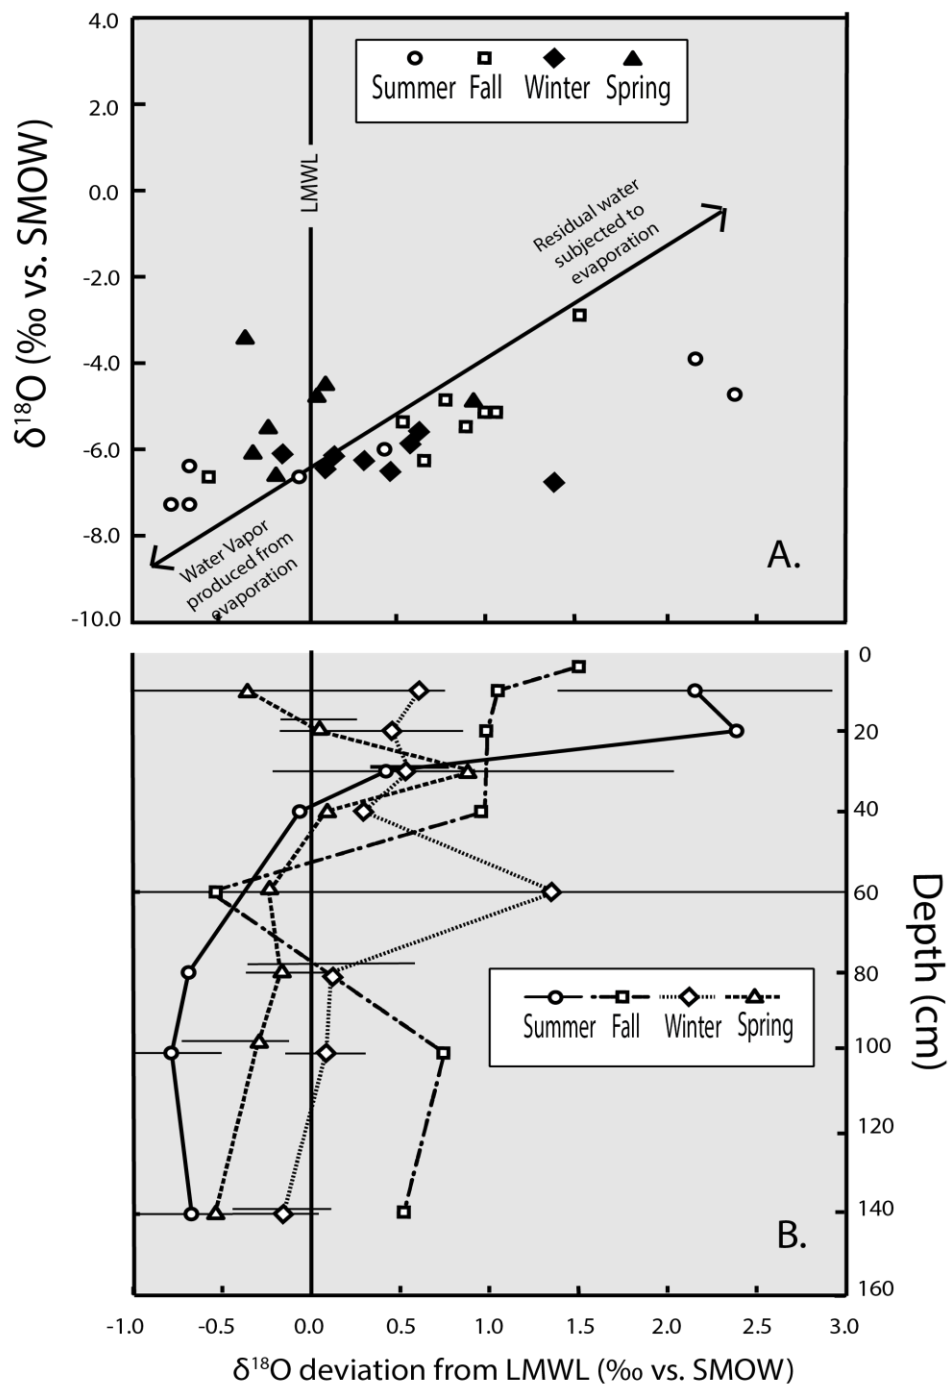 4.0
2.0
0.0
-2.0
-4.0
-6.0
-8.0
-10.0
δ¹⁸O (‰ vs. SMOW)
Summer Fall Winter Spring
LMWL
Residual water
subjected to
evaporation
Water Vapor
produced from
evaporation
A.
0
20
40
60
80
100
120
140
160
Depth (cm)
Summer Fall Winter Spring
B.
-1.0 -0.5 0.0 0.5 1.0 1.5 2.0 2.5 3.0
δ¹⁸O deviation from LMWL (‰ vs. SMOW)